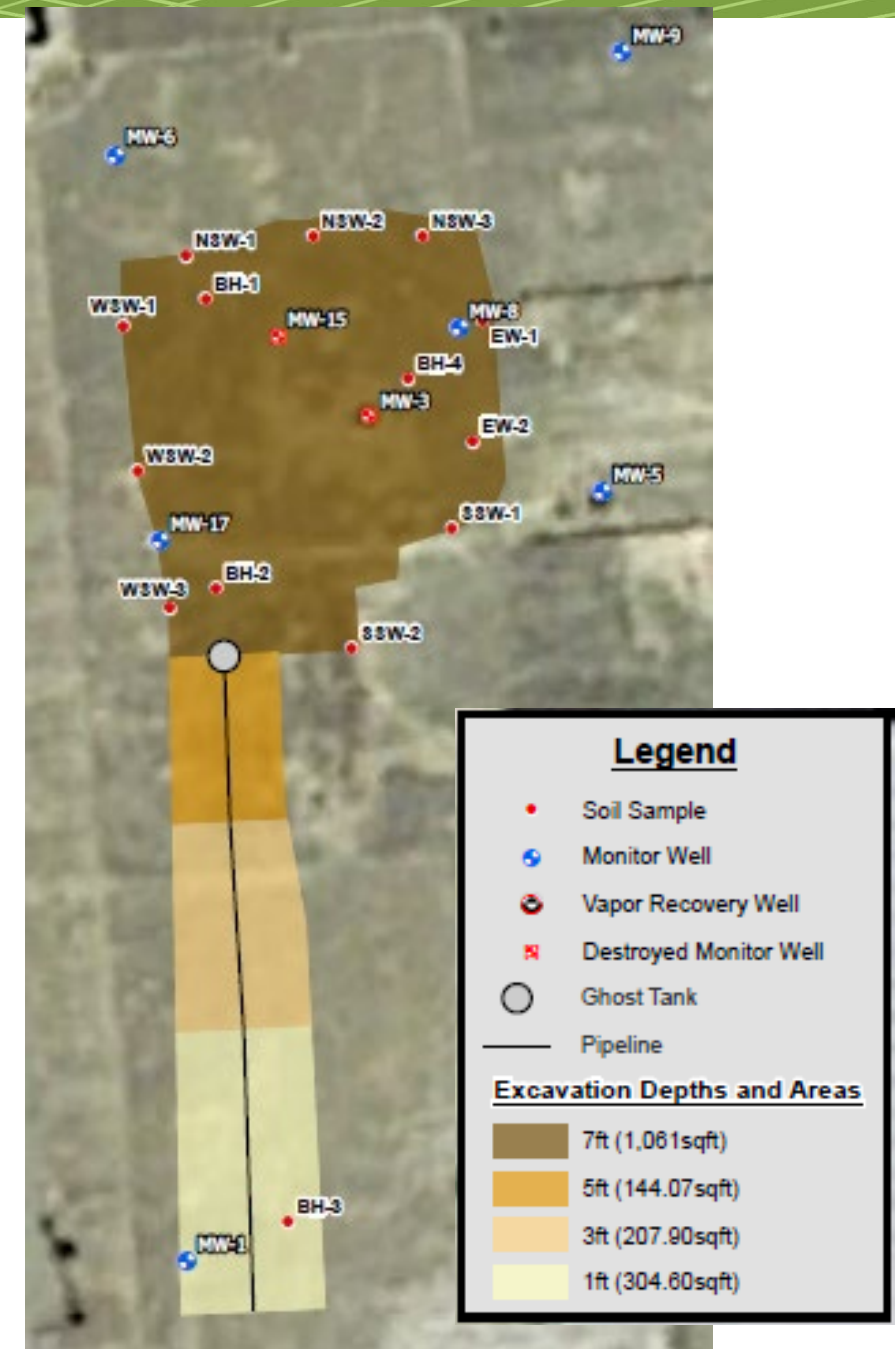 MW-9
MW-6
NSW-2
NSW-3
NSW-1
BH-1
WSW-1
MW-15
MW-8
EW-1
BH-4
MW-3
EW-2
WSW-2
MW-5
SSW-1
MW-17
BH-2
WSW-3
SSW-2
Legend
Soil Sample
Monitor Well
Vapor Recovery Well
Destroyed Monitor Well
Ghost Tank
Pipeline
Excavation Depths and Areas
7ft (1,061sqft)
5ft (144.07sqft)
3ft (207.90sqft)
1ft (304.60sqft)
BH-3
MW-1